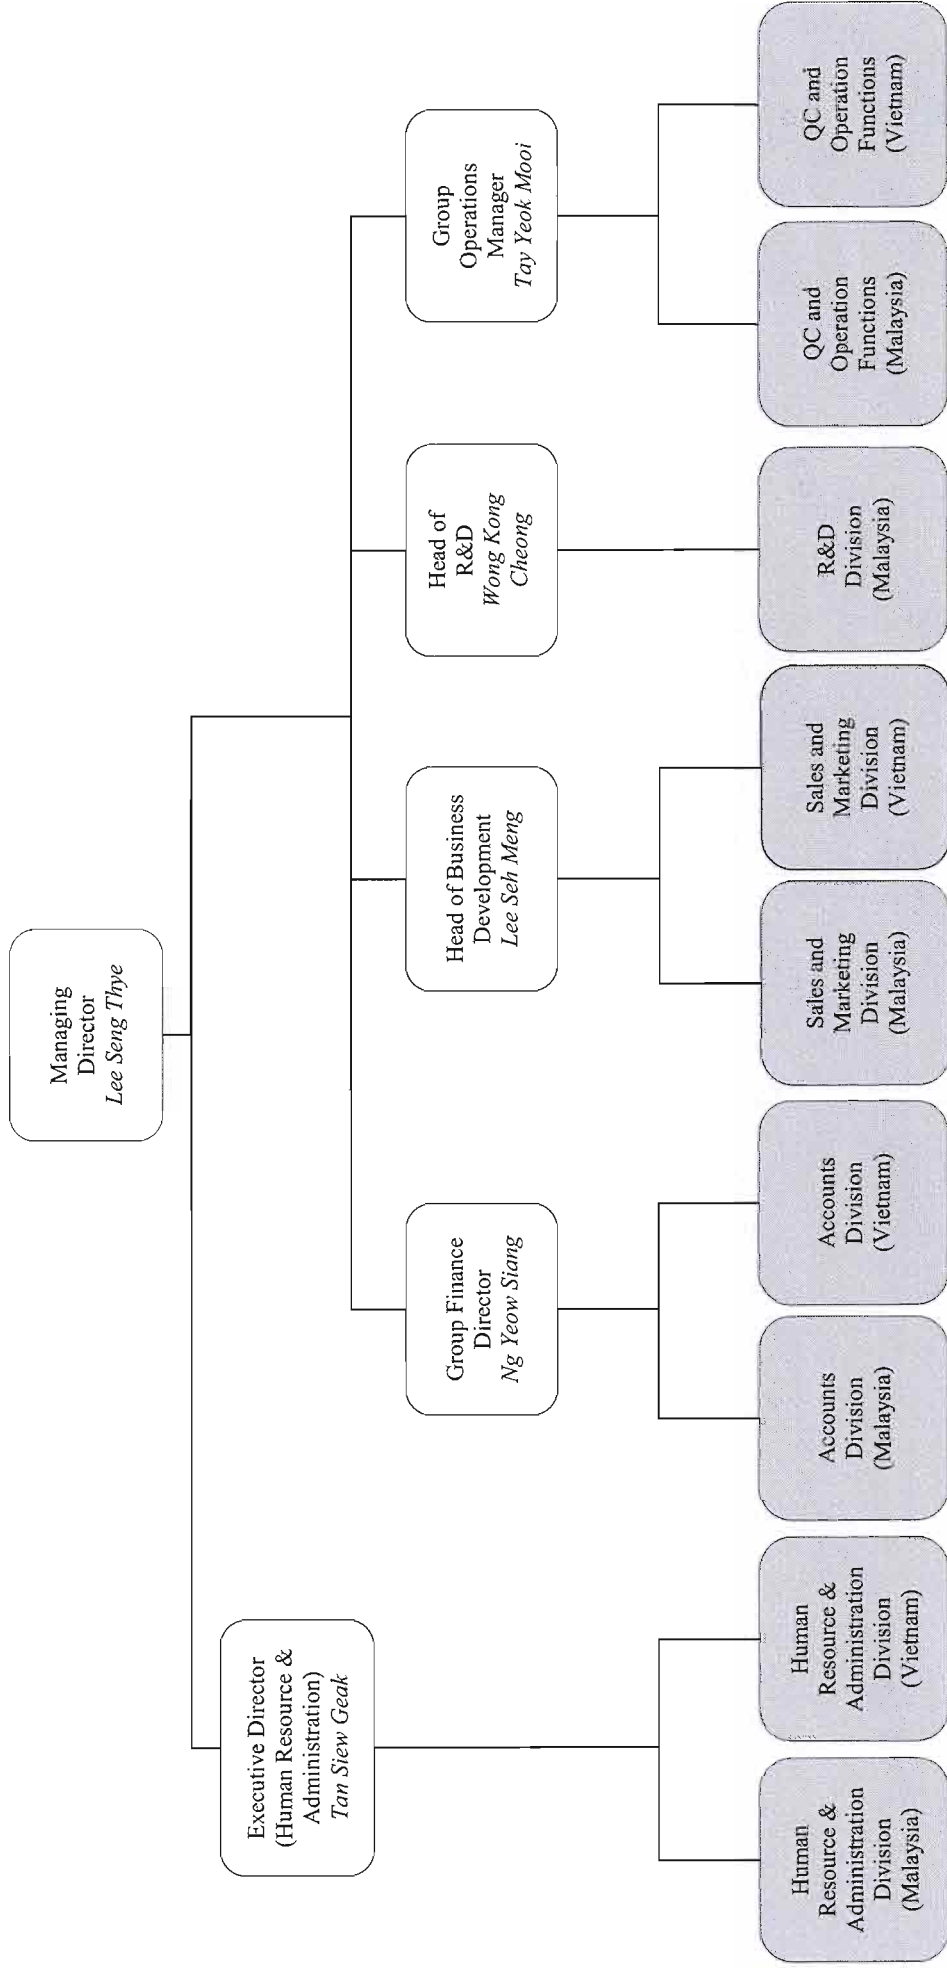 Managing
Director
Lee Seng Thye
Executive Director
(Human Resource &
Administration)
Tan Siew Geak
Group Finance
Director
Ng Yeow Siang
Head of Business
Development
Lee Seh Meng
Head of
R&D
Wong Kong
Cheong
Group
Operations
Manager
Tay Yeok Mooi
Human
Resource &
Administration
Division
(Malaysia)
Human
Resource &
Administration
Division
(Vietnam)
Accounts
Division
(Malaysia)
Accounts
Division
(Vietnam)
Sales and
Marketing
Division
(Malaysia)
Sales and
Marketing
Division
(Vietnam)
R&D
Division
(Malaysia)
QC and
Operation
Functions
(Malaysia)
QC and
Operation
Functions
(Vietnam)